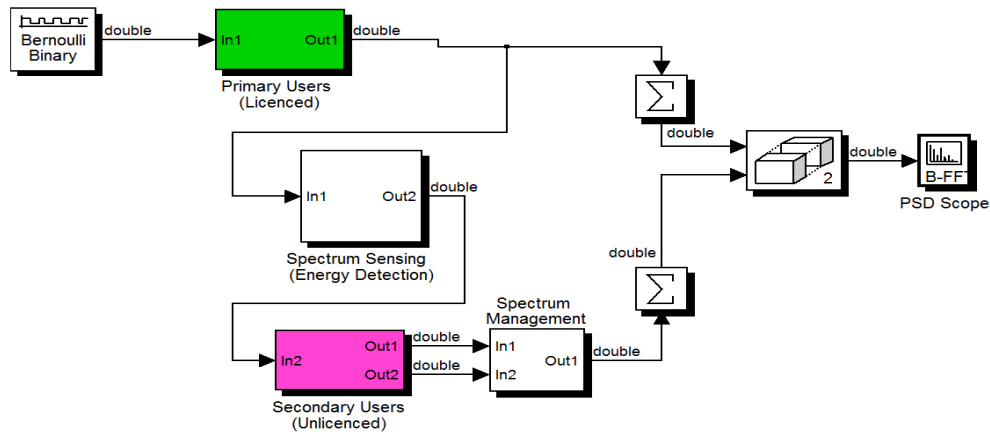 Bernoulli
Binary
double
In1
Out1
Primary Users
(Licenced)
double
double
2
double
B-FFT
PSD Scope
In1
Out2
Spectrum Sensing
(Energy Detection)
double
double
In2
Out1
Out2
Secondary Users
(Unlicenced)
double
double
Spectrum
Management
In1
In2
Out1
double